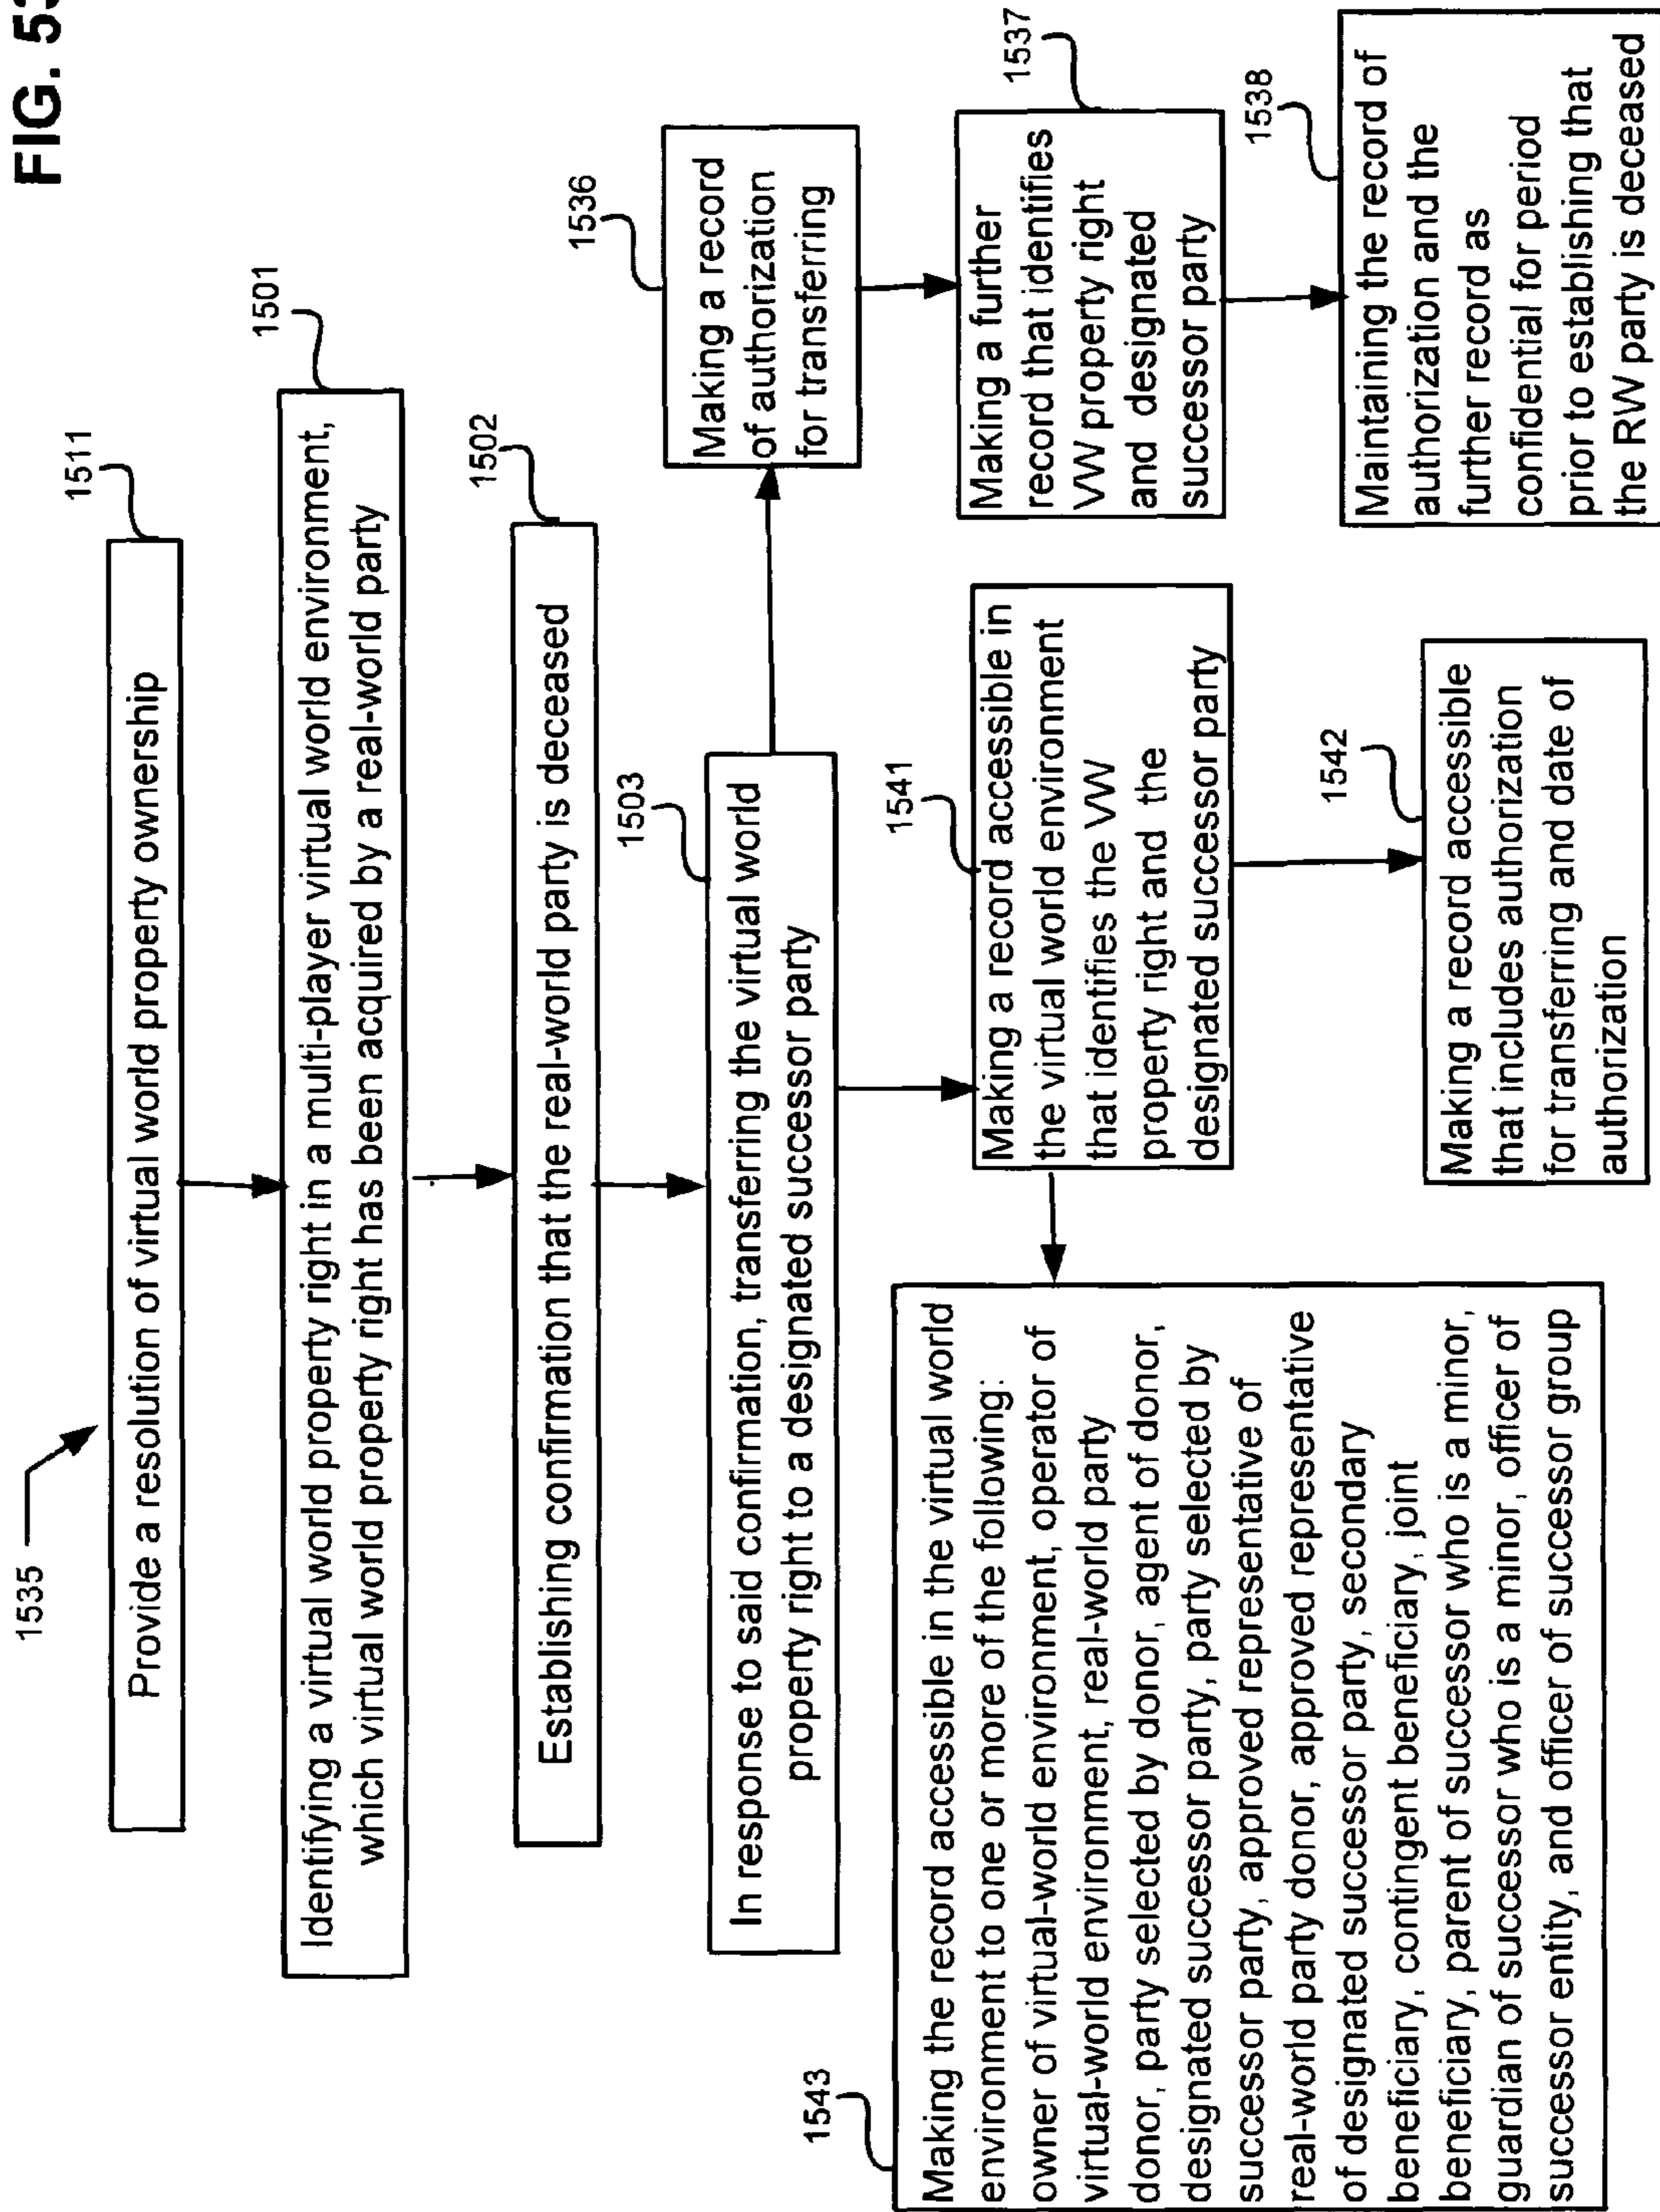 FIG. 53
1535
1511
Provide a resolution of virtual world property ownership
1501
Identifying a virtual world property right in a multi-player virtual world environment,
which virtual world property right has been acquired by a real-world party
1502
Establishing confirmation that the real-world party is deceased
1503
In response to said confirmation, transferring the virtual world
property right to a designated successor party
1536
Making a record
of authorization
for transferring
1537
Making a further
record that identifies
VW property right
and designated
successor party
1538
Maintaining the record of
authorization and the
further record as
confidential for period
prior to establishing that
the RW party is deceased
1541
Making a record accessible in
the virtual world environment
that identifies the VW
property right and the
designated successor party
1542
Making a record accessible
that includes authorization
for transferring and date of
authorization
1543
Making the record accessible in the virtual world
environment to one or more of the following:
owner of virtual-world environment, operator of
virtual-world environment, real-world party
donor, party selected by donor, agent of donor,
designated successor party, party selected by
successor party, approved representative of
real-world party donor, approved representative
of designated successor party, secondary
beneficiary, contingent beneficiary, joint
beneficiary, parent of successor who is a minor,
guardian of successor who is a minor, officer of
successor entity, and officer of successor group